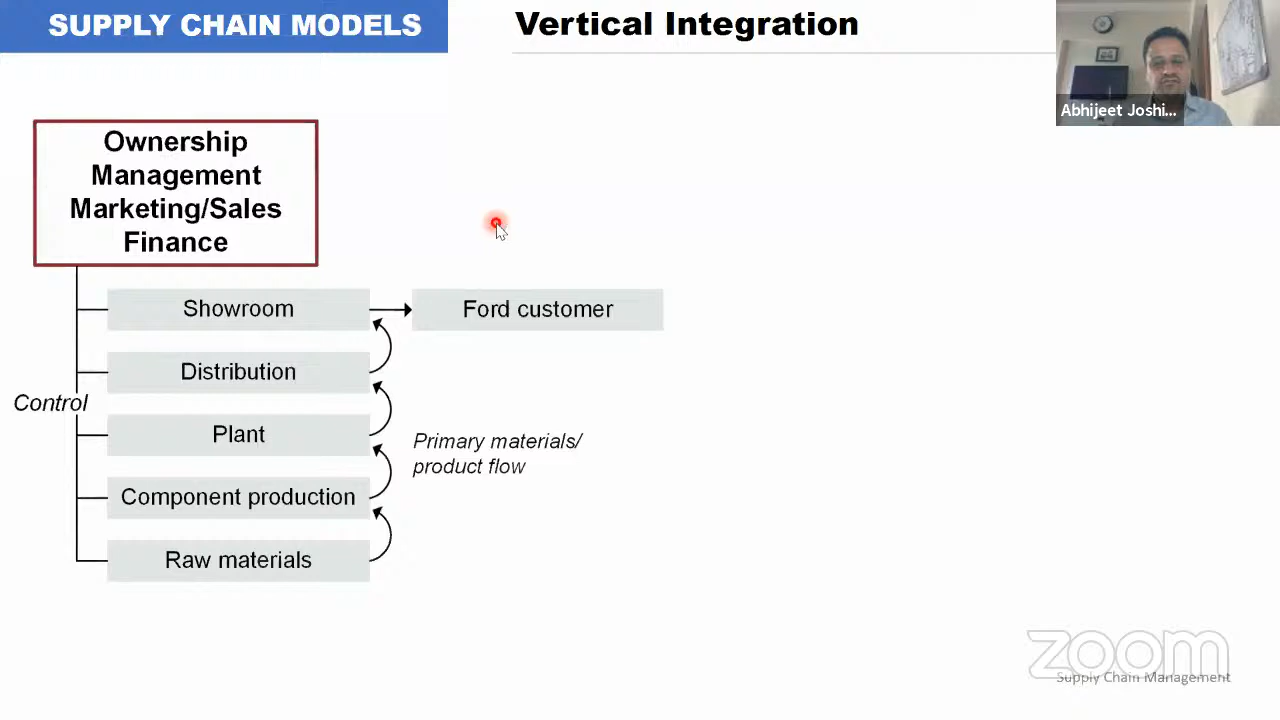 SUPPLY CHAIN MODELS
Vertical Integration
Abhijeet Joshi...
Ownership
Management
Marketing/Sales
Finance
Showroom
Ford customer
Distribution
Control
Plant
Primary materials/
product flow
Component production
Raw materials
zoom
Supply Chain Management